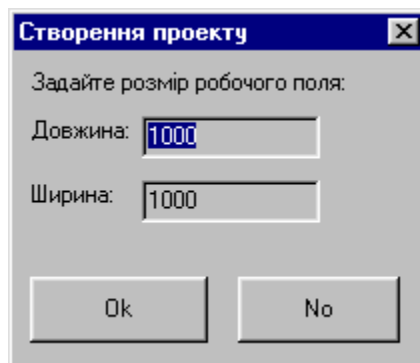 Створення проекту
Задайте розмір робочого поля:
Довжина: 1000
Ширина: 1000
Ok No